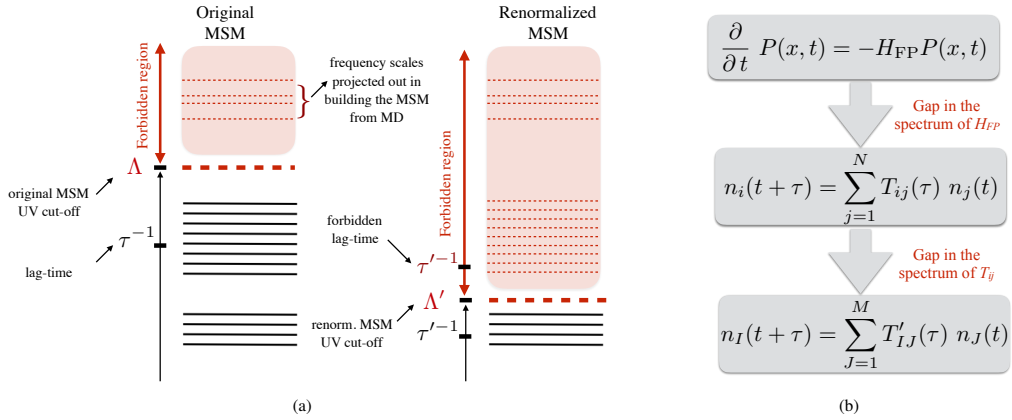 Original
MSM
Forbidden region
frequency scales
projected out in
building the MSM
from MD
Λ
original MSM
UV cut-off
τ⁻¹
lag-time
Renormalized
MSM
Forbidden region
forbidden
lag-time
τ′⁻¹
Λ′
renorm. MSM
UV cut-off
τ′⁻¹
(a)
∂/∂t P(x, t) = −H_FP P(x, t)
Gap in the
spectrum of H_FP
n_i(t + τ) = ∑_{j=1}^{N} T_ij(τ) n_j(t)
Gap in the
spectrum of T_ij
n_I(t + τ) = ∑_{J=1}^{M} T′_IJ(τ) n_J(t)
(b)